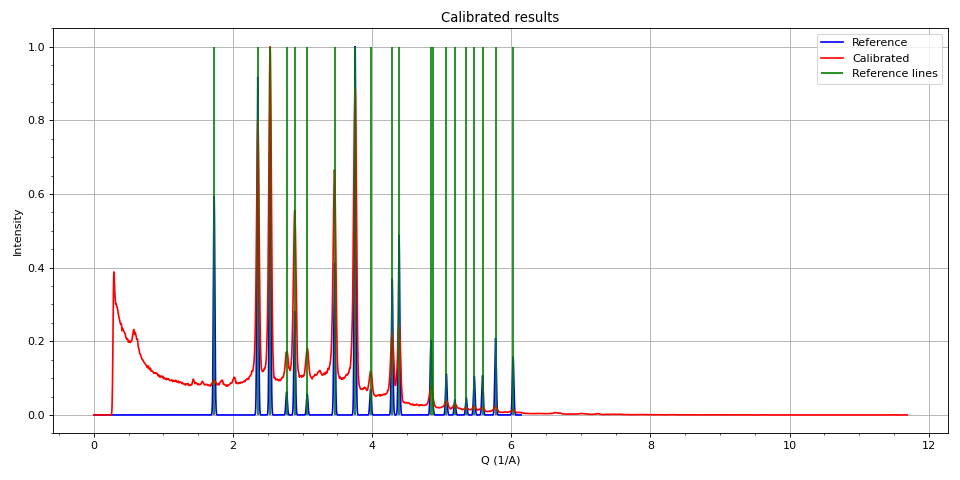 Calibrated results
Reference
Calibrated
Reference lines
Intensity
1.0
0.8
0.6
0.4
0.2
0.0
0 2 4 6 8 10 12
Q (1/A)